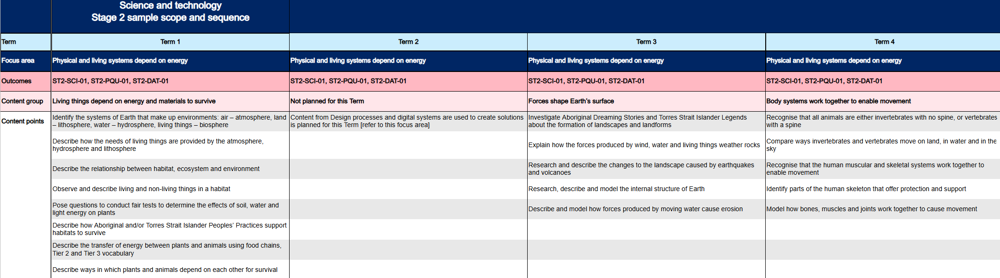 Science and technology
Stage 2 sample scope and sequence
Term
Term 1
Term 2
Term 3
Term 4
Focus area
Physical and living systems depend on energy
Physical and living systems depend on energy
Physical and living systems depend on energy
Physical and living systems depend on energy
Outcomes
ST2-SCI-01, ST2-PQU-01, ST2-DAT-01
ST2-SCI-01, ST2-PQU-01, ST2-DAT-01
ST2-SCI-01, ST2-PQU-01, ST2-DAT-01
ST2-SCI-01, ST2-PQU-01, ST2-DAT-01
Content group
Living things depend on energy and materials to survive
Not planned for this Term
Forces shape Earth's surface
Body systems work together to enable movement
Content points
Identify the systems of Earth that make up environments: air – atmosphere, land
– lithosphere, water – hydrosphere, living things – biosphere
Content from Design processes and digital systems are used to create solutions
is planned for this Term [refer to this focus area]
Investigate Aboriginal Dreaming Stories and Torres Strait Islander Legends
about the formation of landscapes and landforms
Recognise that all animals are either invertebrates with no spine, or vertebrates
with a spine
Describe how the needs of living things are provided by the atmosphere,
hydrosphere and lithosphere
Explain how the forces produced by wind, water and living things weather rocks
Compare ways invertebrates and vertebrates move on land, in water and in the
sky
Describe the relationship between habitat, ecosystem and environment
Research and describe the changes to the landscape caused by earthquakes
and volcanoes
Recognise that the human muscular and skeletal systems work together to
enable movement
Observe and describe living and non-living things in a habitat
Research, describe and model the internal structure of Earth
Identify parts of the human skeleton that offer protection and support
Pose questions to conduct fair tests to determine the effects of soil, water and
light energy on plants
Describe and model how forces produced by moving water cause erosion
Model how bones, muscles and joints work together to cause movement
Describe how Aboriginal and/or Torres Strait Islander Peoples' Practices support
habitats to survive
Describe the transfer of energy between plants and animals using food chains,
Tier 2 and Tier 3 vocabulary
Describe ways in which plants and animals depend on each other for survival